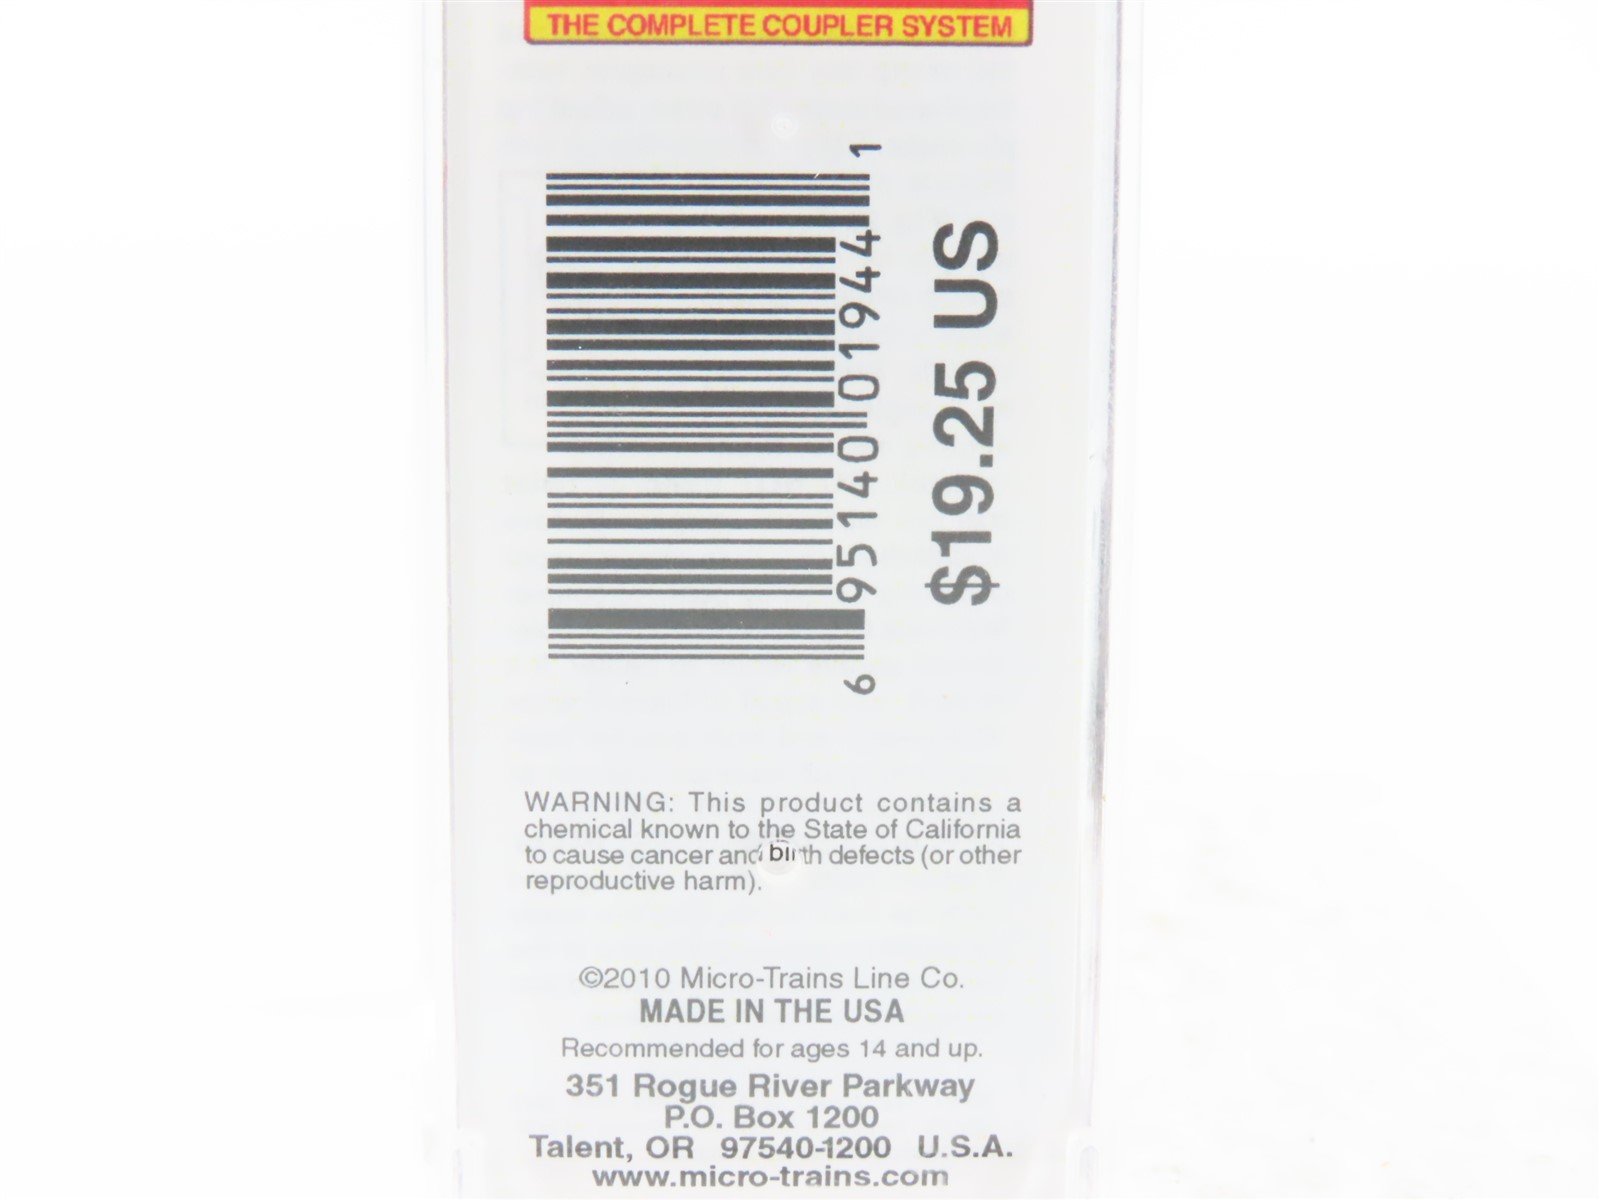 THE COMPLETE COUPLER SYSTEM
6 95140 01944 1
$19.25 US
WARNING: This product contains a
chemical known to the State of California
to cause cancer and birth defects (or other
reproductive harm).
©2010 Micro-Trains Line Co.
MADE IN THE USA
Recommended for ages 14 and up.
351 Rogue River Parkway
P.O. Box 1200
Talent, OR 97540-1200 U.S.A.
www.micro-trains.com